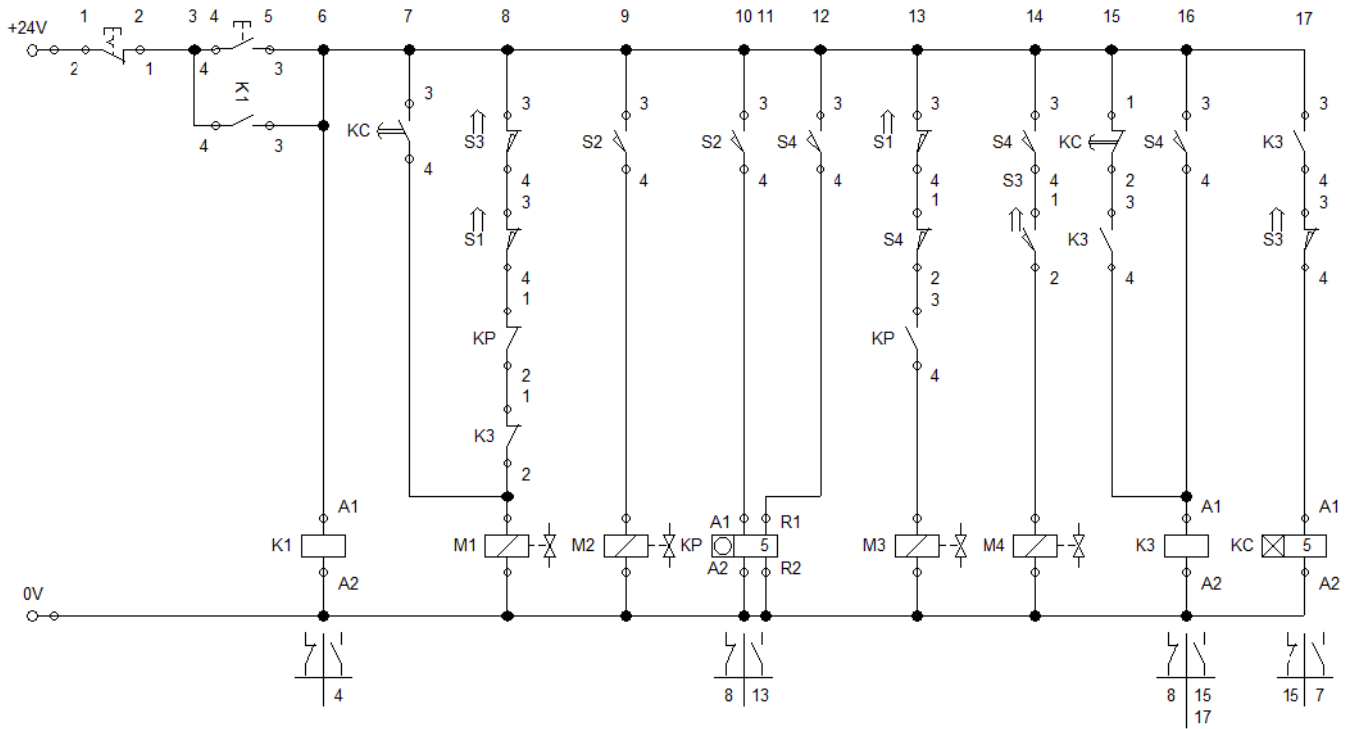 1 2 3 4 5 6 7 8 9 10 11 12 13 14 15 16 17
+24V
2 1 4 3
K1
4 3
3 3 3 3 3 3 3 1 3 3
KC S3 S2 S2 S4 S1 S4 KC S4 K3
4 4 4 4 4 4 4 2 4 4
S3
3 1 1 3 3
S1 S4 K3 S3
4 2 2 4 4
1 3
KP KP
2 4
1
K3
2
A1 A1 R1 A1 A1
K1 M1 M2 KP 5 M3 M4 K3 KC 5
A2 A2 R2 A2 A2
0V
4 8 13 8 15 15 7
17